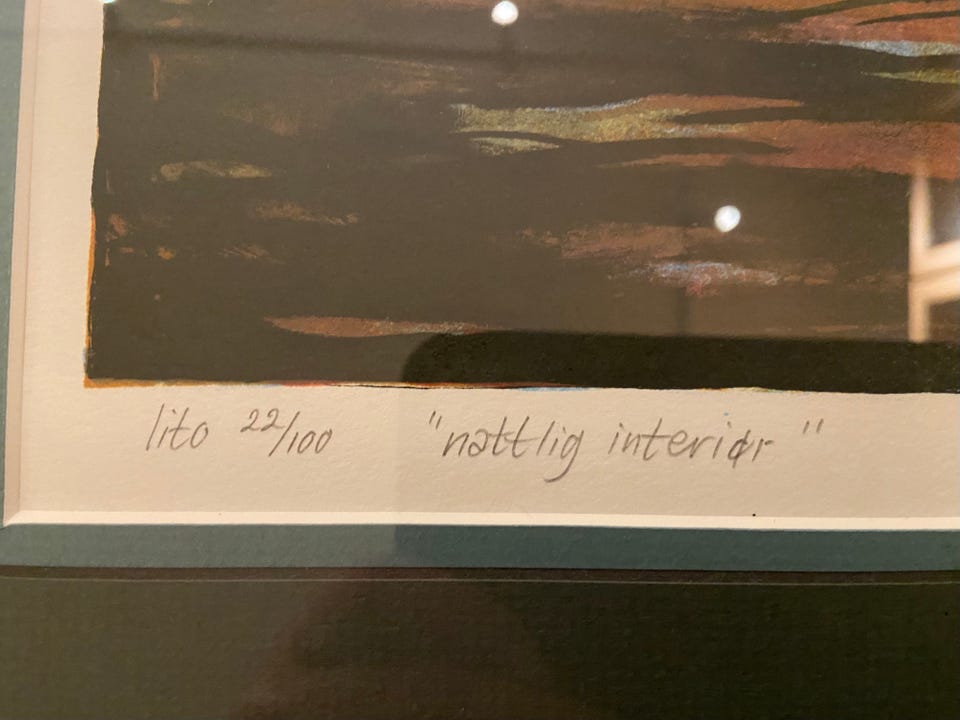 lito 22/100 "nattlig interiør"